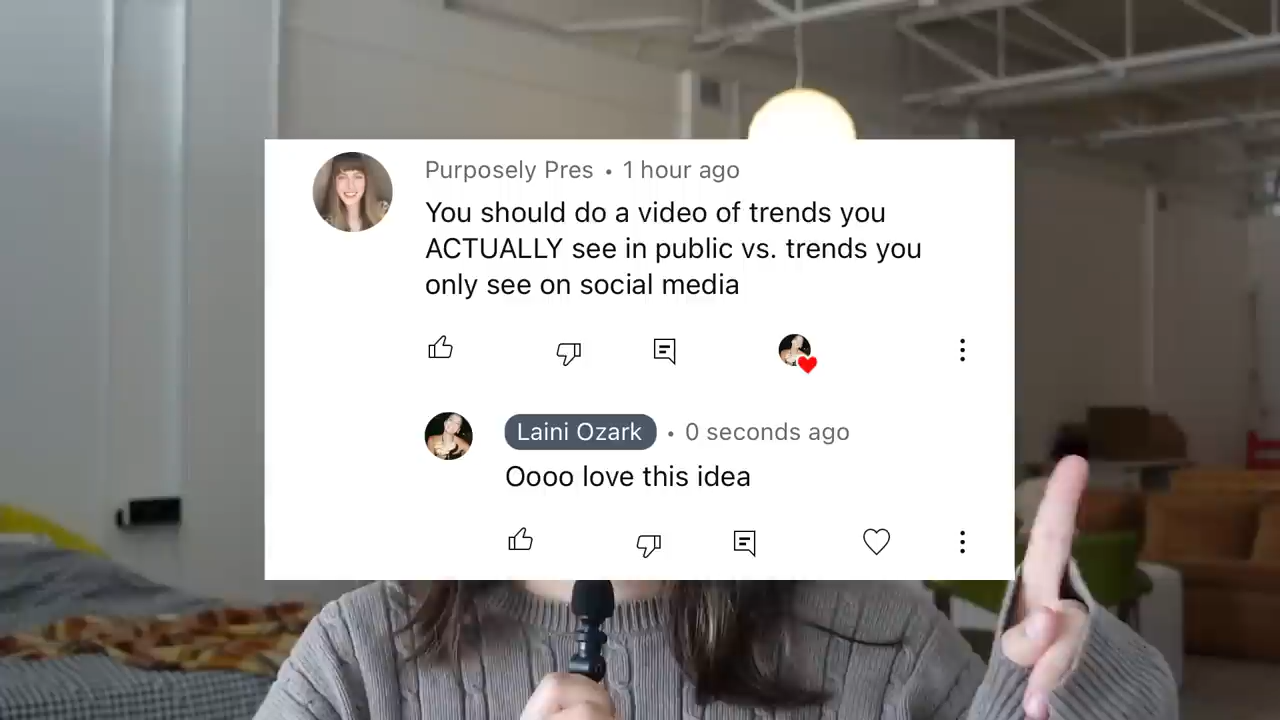 Purposely Pres • 1 hour ago
You should do a video of trends you
ACTUALLY see in public vs. trends you
only see on social media
Laini Ozark • 0 seconds ago
Oooo love this idea